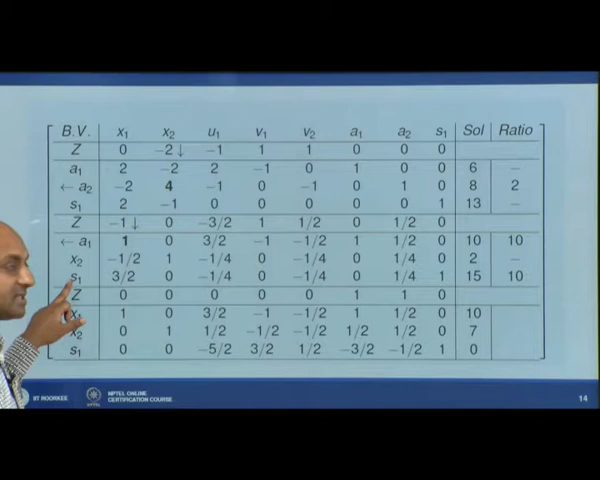 B.V. x₁ x₂ u₁ v₁ v₂ a₁ a₂ s₁ Sol Ratio
Z 0 −2↓ −1 1 1 0 0 0
a₁ 2 −2 2 −1 0 1 0 0 6 −
← a₂ −2 4 −1 0 −1 0 1 0 8 2
s₁ 2 −1 0 0 0 0 0 1 13 −
Z −1↓ 0 −3/2 1 1/2 0 1/2 0
← a₁ 1 0 3/2 −1 −1/2 1 1/2 0 10 10
x₂ −1/2 1 −1/4 0 −1/4 0 1/4 0 2 −
s₁ 3/2 0 −1/4 0 −1/4 0 1/4 1 15 10
Z 0 0 0 0 0 1 1 0
x₁ 1 0 3/2 −1 −1/2 1 1/2 0 10
x₂ 0 1 1/2 −1/2 −1/2 1/2 1/2 0 7
s₁ 0 0 −5/2 3/2 1/2 −3/2 −1/2 1 0
IIT ROORKEE
NPTEL ONLINE
CERTIFICATION COURSE
14